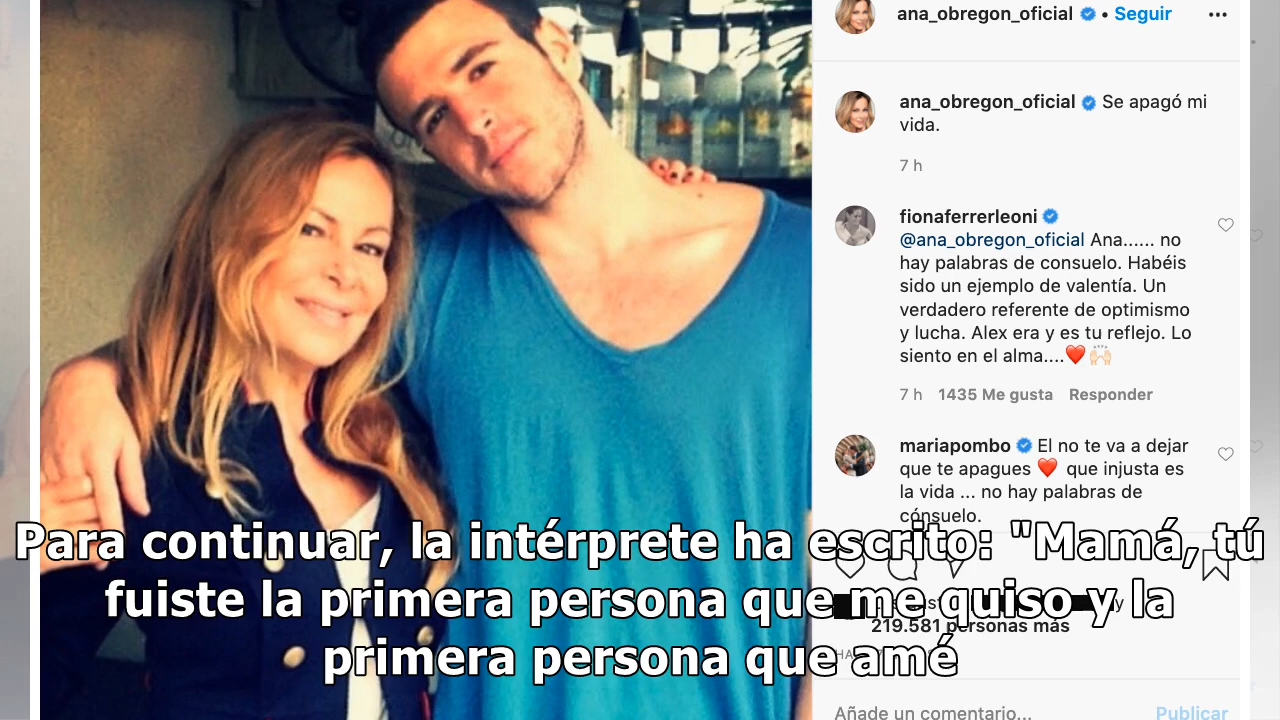 ana_obregon_oficial • Seguir ...
ana_obregon_oficial Se apagó mi
vida.
7 h
fionaferrerleoni
@ana_obregon_oficial Ana...... no
hay palabras de consuelo. Habéis
sido un ejemplo de valentía. Un
verdadero referente de optimismo
y lucha. Alex era y es tu reflejo. Lo
siento en el alma....❤️🙌🏻
7 h 1435 Me gusta Responder
mariapombo El no te va a dejar
que te apagues ❤️ que injusta es
la vida ... no hay palabras de
cónsuelo.
Para continuar, la intérprete ha escrito: "Mamá, tú
fuiste la primera persona que me quiso y la
primera persona que amé
219.581 personas más
Añade un comentario... Publicar